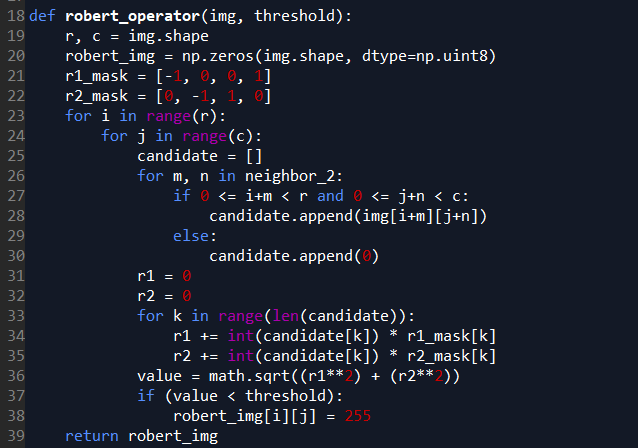 18 def robert_operator(img, threshold):
19     r, c = img.shape
20     robert_img = np.zeros(img.shape, dtype=np.uint8)
21     r1_mask = [-1, 0, 0, 1]
22     r2_mask = [0, -1, 1, 0]
23     for i in range(r):
24         for j in range(c):
25             candidate = []
26             for m, n in neighbor_2:
27                 if 0 <= i+m < r and 0 <= j+n < c:
28                     candidate.append(img[i+m][j+n])
29                 else:
30                     candidate.append(0)
31             r1 = 0
32             r2 = 0
33             for k in range(len(candidate)):
34                 r1 += int(candidate[k]) * r1_mask[k]
35                 r2 += int(candidate[k]) * r2_mask[k]
36             value = math.sqrt((r1**2) + (r2**2))
37             if (value < threshold):
38                 robert_img[i][j] = 255
39     return robert_img